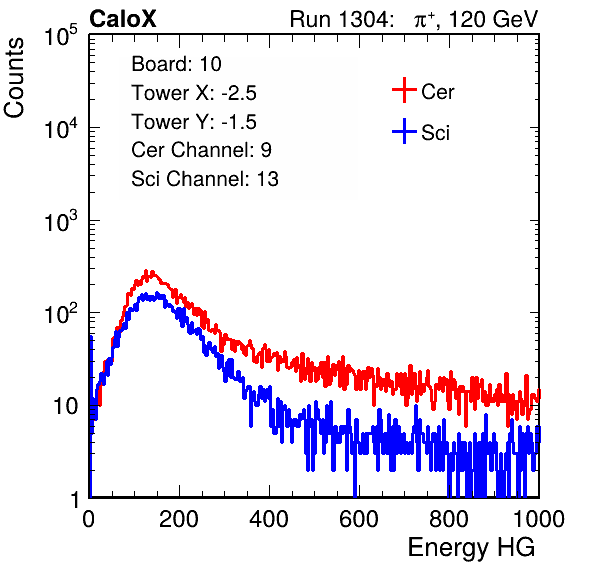 CaloX Run 1304: π⁺, 120 GeV
Board: 10
Tower X: -2.5
Tower Y: -1.5
Cer Channel: 9
Sci Channel: 13
Cer
Sci
Counts
10⁵
10⁴
10³
10²
10
1
0 200 400 600 800 1000
Energy HG